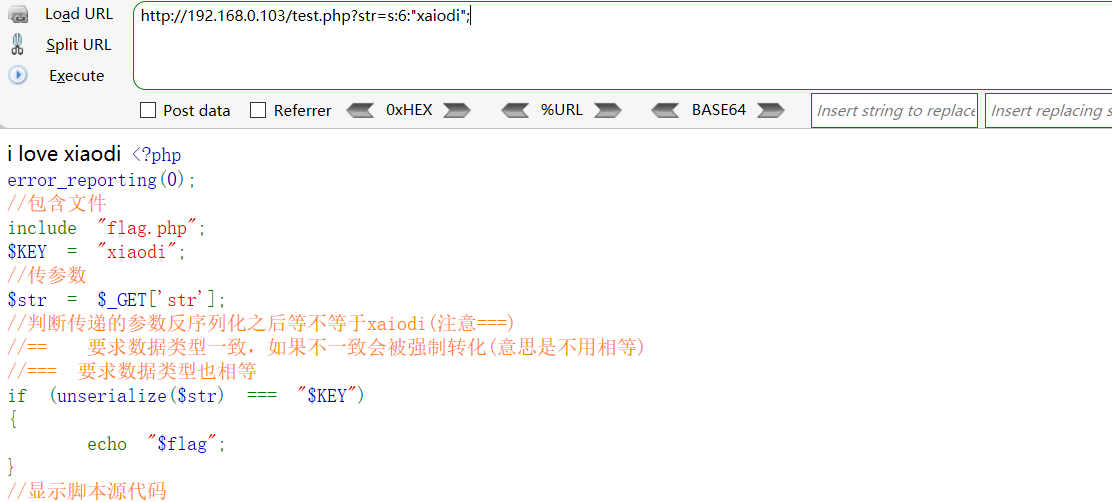 Load URL
http://192.168.0.103/test.php?str=s:6:"xaiodi";
Split URL
Execute
Post data Referrer 0xHEX %URL BASE64 Insert string to replace Insert replacing s
i love xiaodi <?php
error_reporting(0);
//包含文件
include "flag.php";
$KEY = "xiaodi";
//传参数
$str = $_GET['str'];
//判断传递的参数反序列化之后等不等于xaiodi(注意===)
//== 要求数据类型一致，如果不一致会被强制转化(意思是不用相等)
//=== 要求数据类型也相等
if (unserialize($str) === "$KEY")
{
echo "$flag";
}
//显示脚本源代码